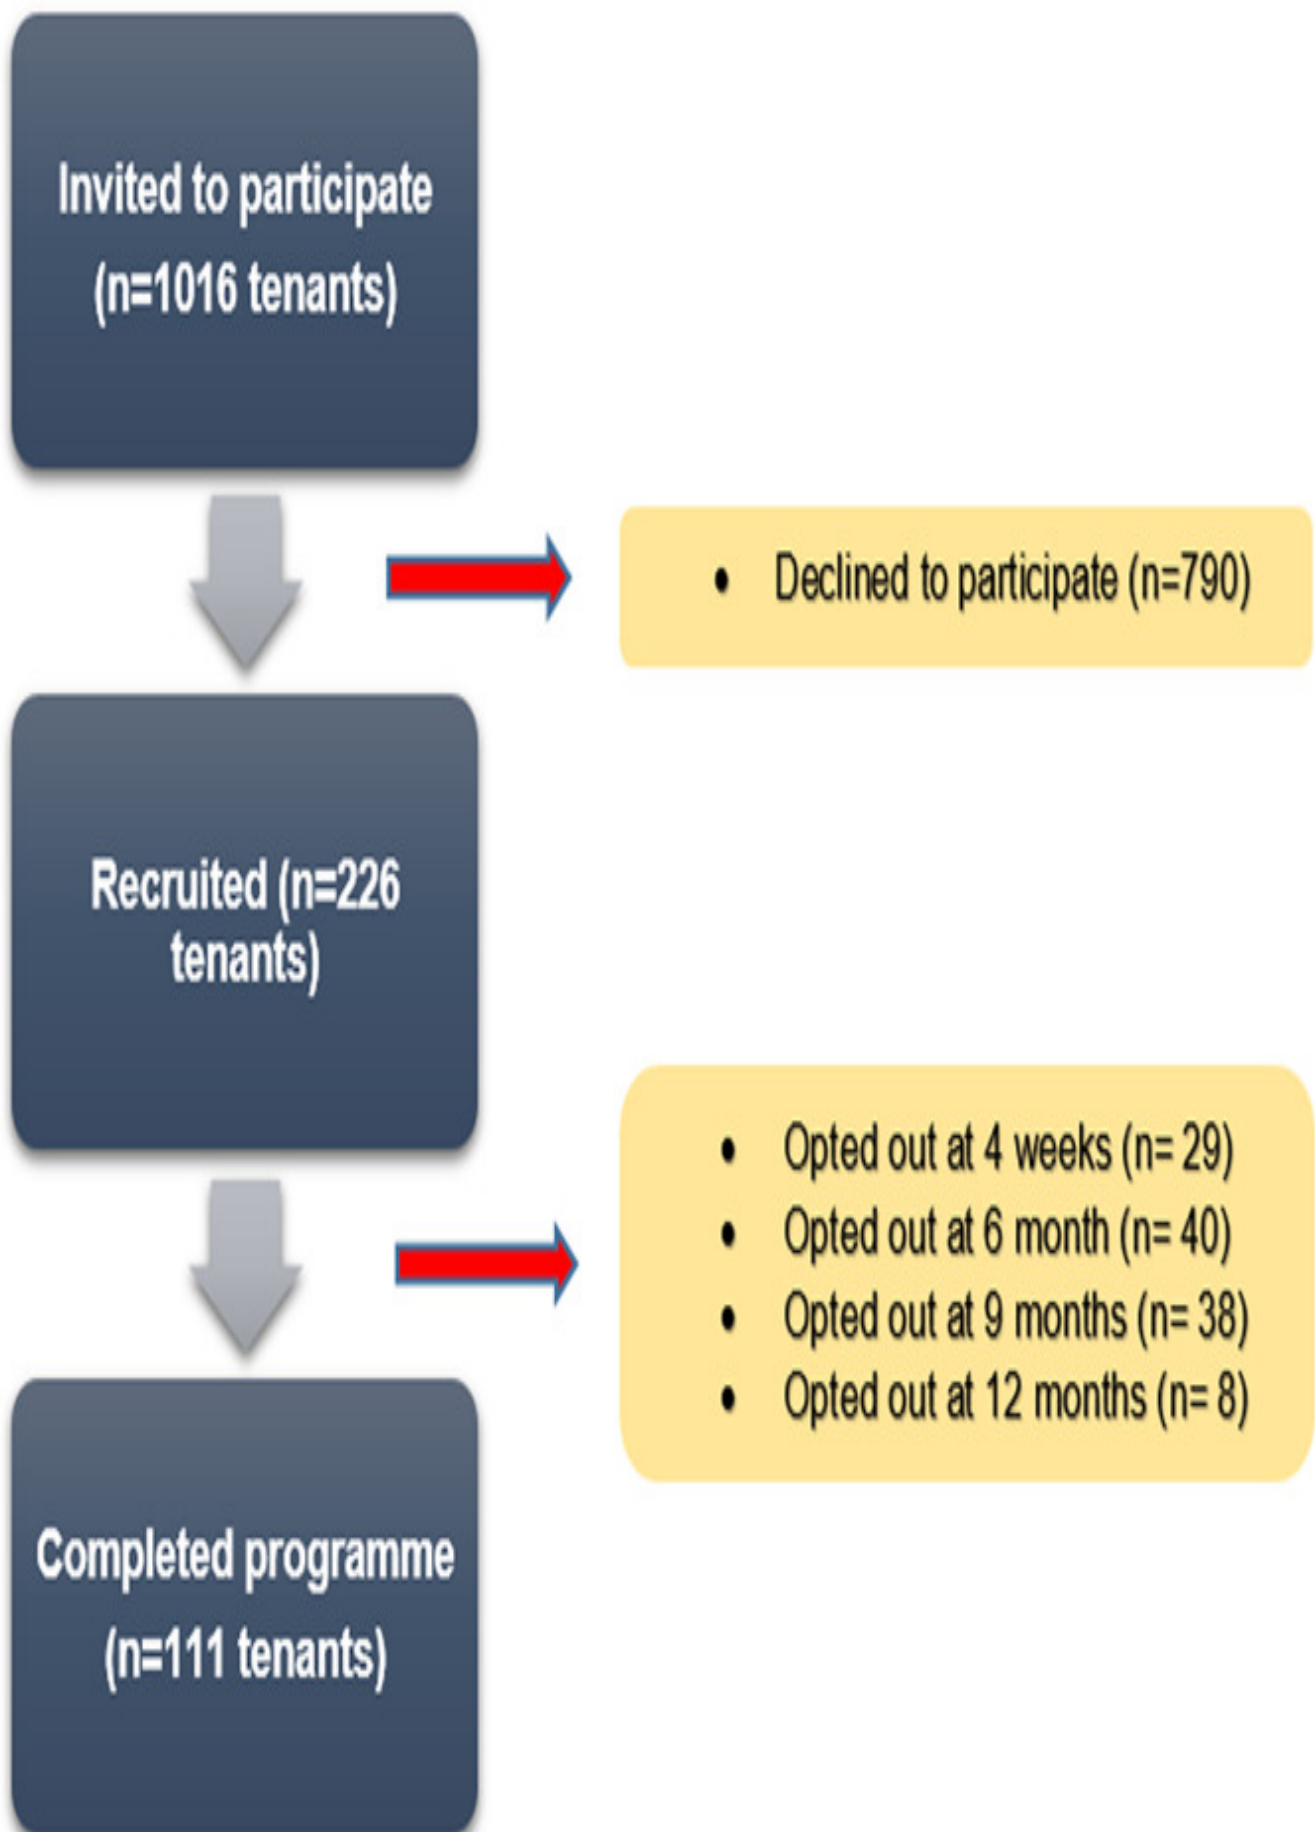 Invited to participate
(n=1016 tenants)
• Declined to participate (n=790)
Recruited (n=226
tenants)
• Opted out at 4 weeks (n= 29)
• Opted out at 6 month (n= 40)
• Opted out at 9 months (n= 38)
• Opted out at 12 months (n= 8)
Completed programme
(n=111 tenants)